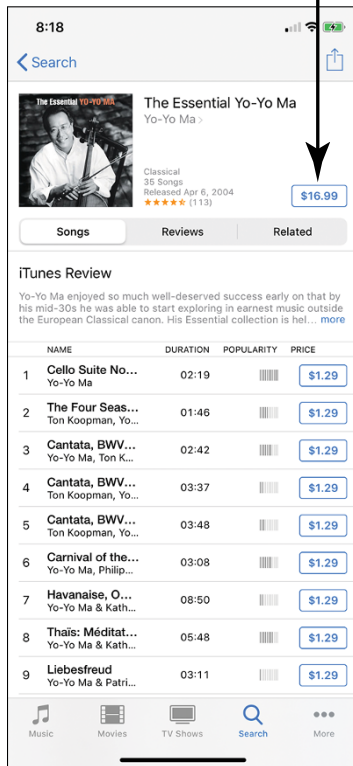 8:18
Search
The Essential YO-YO MA
The Essential Yo-Yo Ma
Yo-Yo Ma >
Classical
35 Songs
Released Apr 6, 2004
(113)
$16.99
Songs Reviews Related
iTunes Review
Yo-Yo Ma enjoyed so much well-deserved success early on that by
his mid-30s he was able to start exploring in earnest music outside
the European Classical canon. His Essential collection is hel... more
NAME DURATION POPULARITY PRICE
1 Cello Suite No... 02:19 $1.29
Yo-Yo Ma
2 The Four Seas... 01:46 $1.29
Ton Koopman, Yo...
3 Cantata, BWV... 02:42 $1.29
Yo-Yo Ma, Ton K...
4 Cantata, BWV... 03:37 $1.29
Ton Koopman, Yo...
5 Cantata, BWV... 03:48 $1.29
Ton Koopman, Yo...
6 Carnival of the... 03:08 $1.29
Yo-Yo Ma, Philip...
7 Havanaise, O... 08:50 $1.29
Yo-Yo Ma & Kath...
8 Thaïs: Méditat... 05:48 $1.29
Yo-Yo Ma & Kath...
9 Liebesfreud 03:11 $1.29
Yo-Yo Ma & Patri...
Music Movies TV Shows Search More